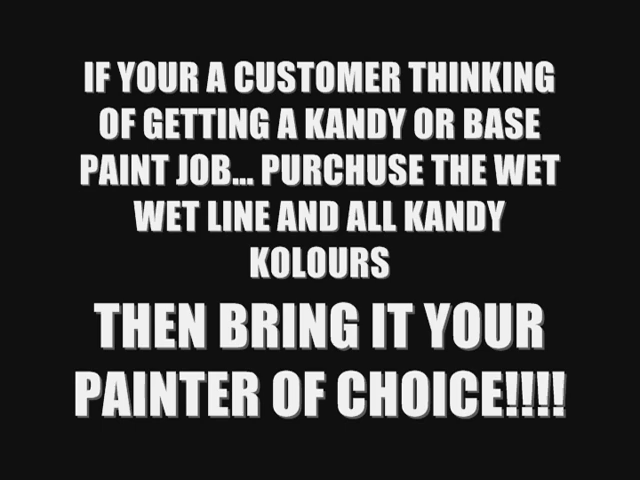 IF YOUR A CUSTOMER THINKING
OF GETTING A KANDY OR BASE
PAINT JOB... PURCHUSE THE WET
WET LINE AND ALL KANDY
KOLOURS
THEN BRING IT YOUR
PAINTER OF CHOICE!!!!